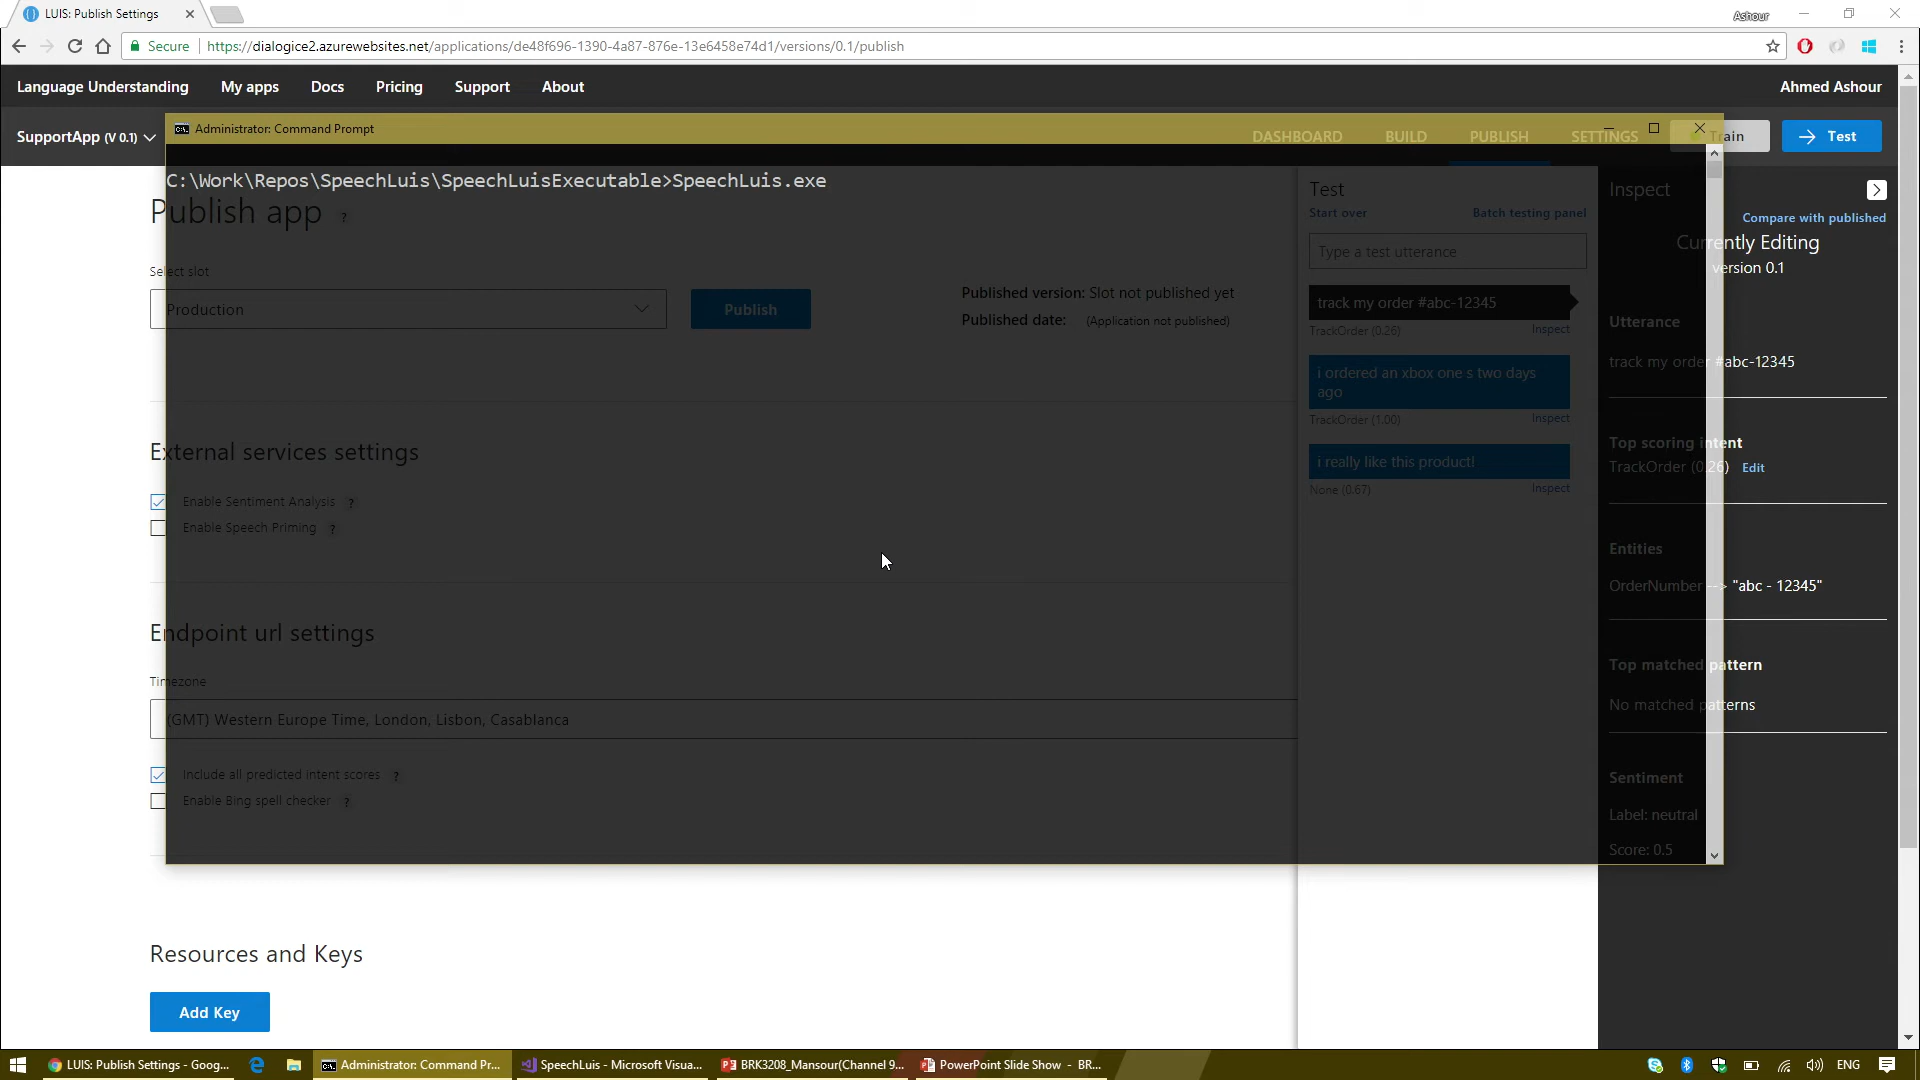 LUIS: Publish Settings
Ashour
Secure
https://dialogice2.azurewebsites.net/applications/de48f696-1390-4a87-876e-13e6458e74d1/versions/0.1/publish
Language Understanding
My apps
Docs
Pricing
Support
About
Ahmed Ashour
SupportApp (V 0.1)
Administrator: Command Prompt
DASHBOARD
BUILD
PUBLISH
SETTINGS
Train
Test
C:\Work\Repos\SpeechLuis\SpeechLuisExecutable>SpeechLuis.exe
Publish app ?
Select slot
Production
Publish
Published version: Slot not published yet
Published date: (Application not published)
External services settings
Enable Sentiment Analysis ?
Enable Speech Priming ?
Endpoint url settings
Timezone
(GMT) Western Europe Time, London, Lisbon, Casablanca
Include all predicted intent scores ?
Enable Bing spell checker ?
Resources and Keys
Add Key
Test
Start over
Batch testing panel
Type a test utterance
track my order #abc-12345
TrackOrder (0.26)
Inspect
i ordered an xbox one s two days
ago
TrackOrder (1.00)
Inspect
i really like this product!
None (0.67)
Inspect
Inspect
Compare with published
Currently Editing
version 0.1
Utterance
track my order #abc-12345
Top scoring intent
TrackOrder (0.26) Edit
Entities
OrderNumber --> "abc - 12345"
Top matched pattern
No matched patterns
Sentiment
Label: neutral
Score: 0.5
LUIS: Publish Settings - Goog...
Administrator: Command Pr...
SpeechLuis - Microsoft Visua...
BRK3208_Mansour(Channel 9...
PowerPoint Slide Show - BR...
ENG